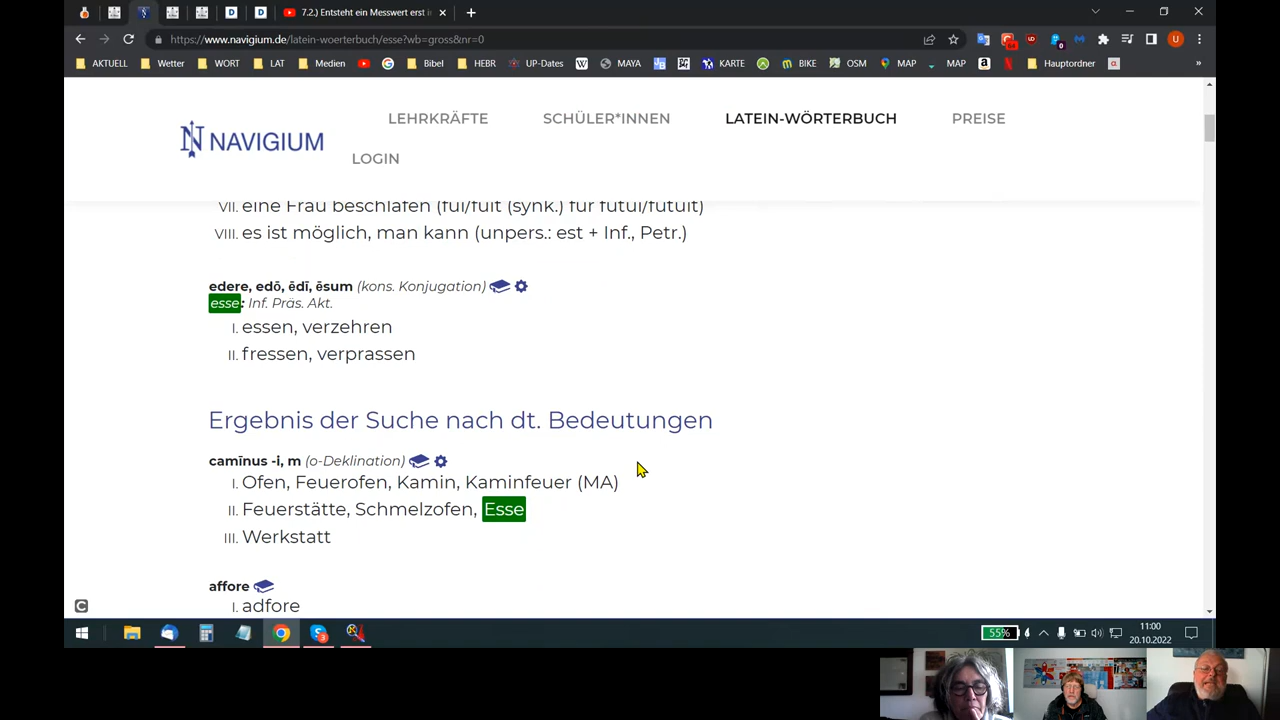 7.2.) Entsteht ein Messwert erst i
https://www.navigium.de/latein-woerterbuch/esse?wb=gross&nr=0
AKTUELL Wetter WORT LAT Medien Bibel HEBR UP-Dates MAYA KARTE BIKE OSM MAP MAP Hauptordner »
LEHRKRÄFTE SCHÜLER*INNEN LATEIN-WÖRTERBUCH PREISE
NAVIGIUM
LOGIN
VII. eine Frau beschlafen (fui/fuit (synk.) für futui/futuit)
VIII. es ist möglich, man kann (unpers.: est + Inf., Petr.)
edere, edō, ēdī, ēsum (kons. Konjugation)
esse: Inf. Präs. Akt.
I. essen, verzehren
II. fressen, verprassen
Ergebnis der Suche nach dt. Bedeutungen
camīnus -i, m (o-Deklination)
I. Ofen, Feuerofen, Kamin, Kaminfeuer (MA)
II. Feuerstätte, Schmelzofen, Esse
III. Werkstatt
affore
I. adfore
55%
11:00
20.10.2022